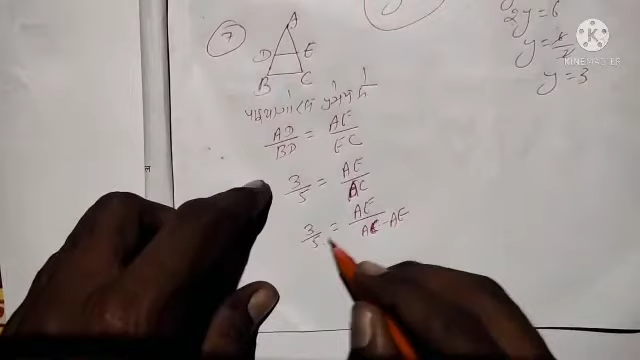 2y=6
y=6/2
y=3
KINEMASTER
7
A
D E
B C
AD/BD = AE/EC
3/5 = AE/AC
3/5 = AE/AC-AE